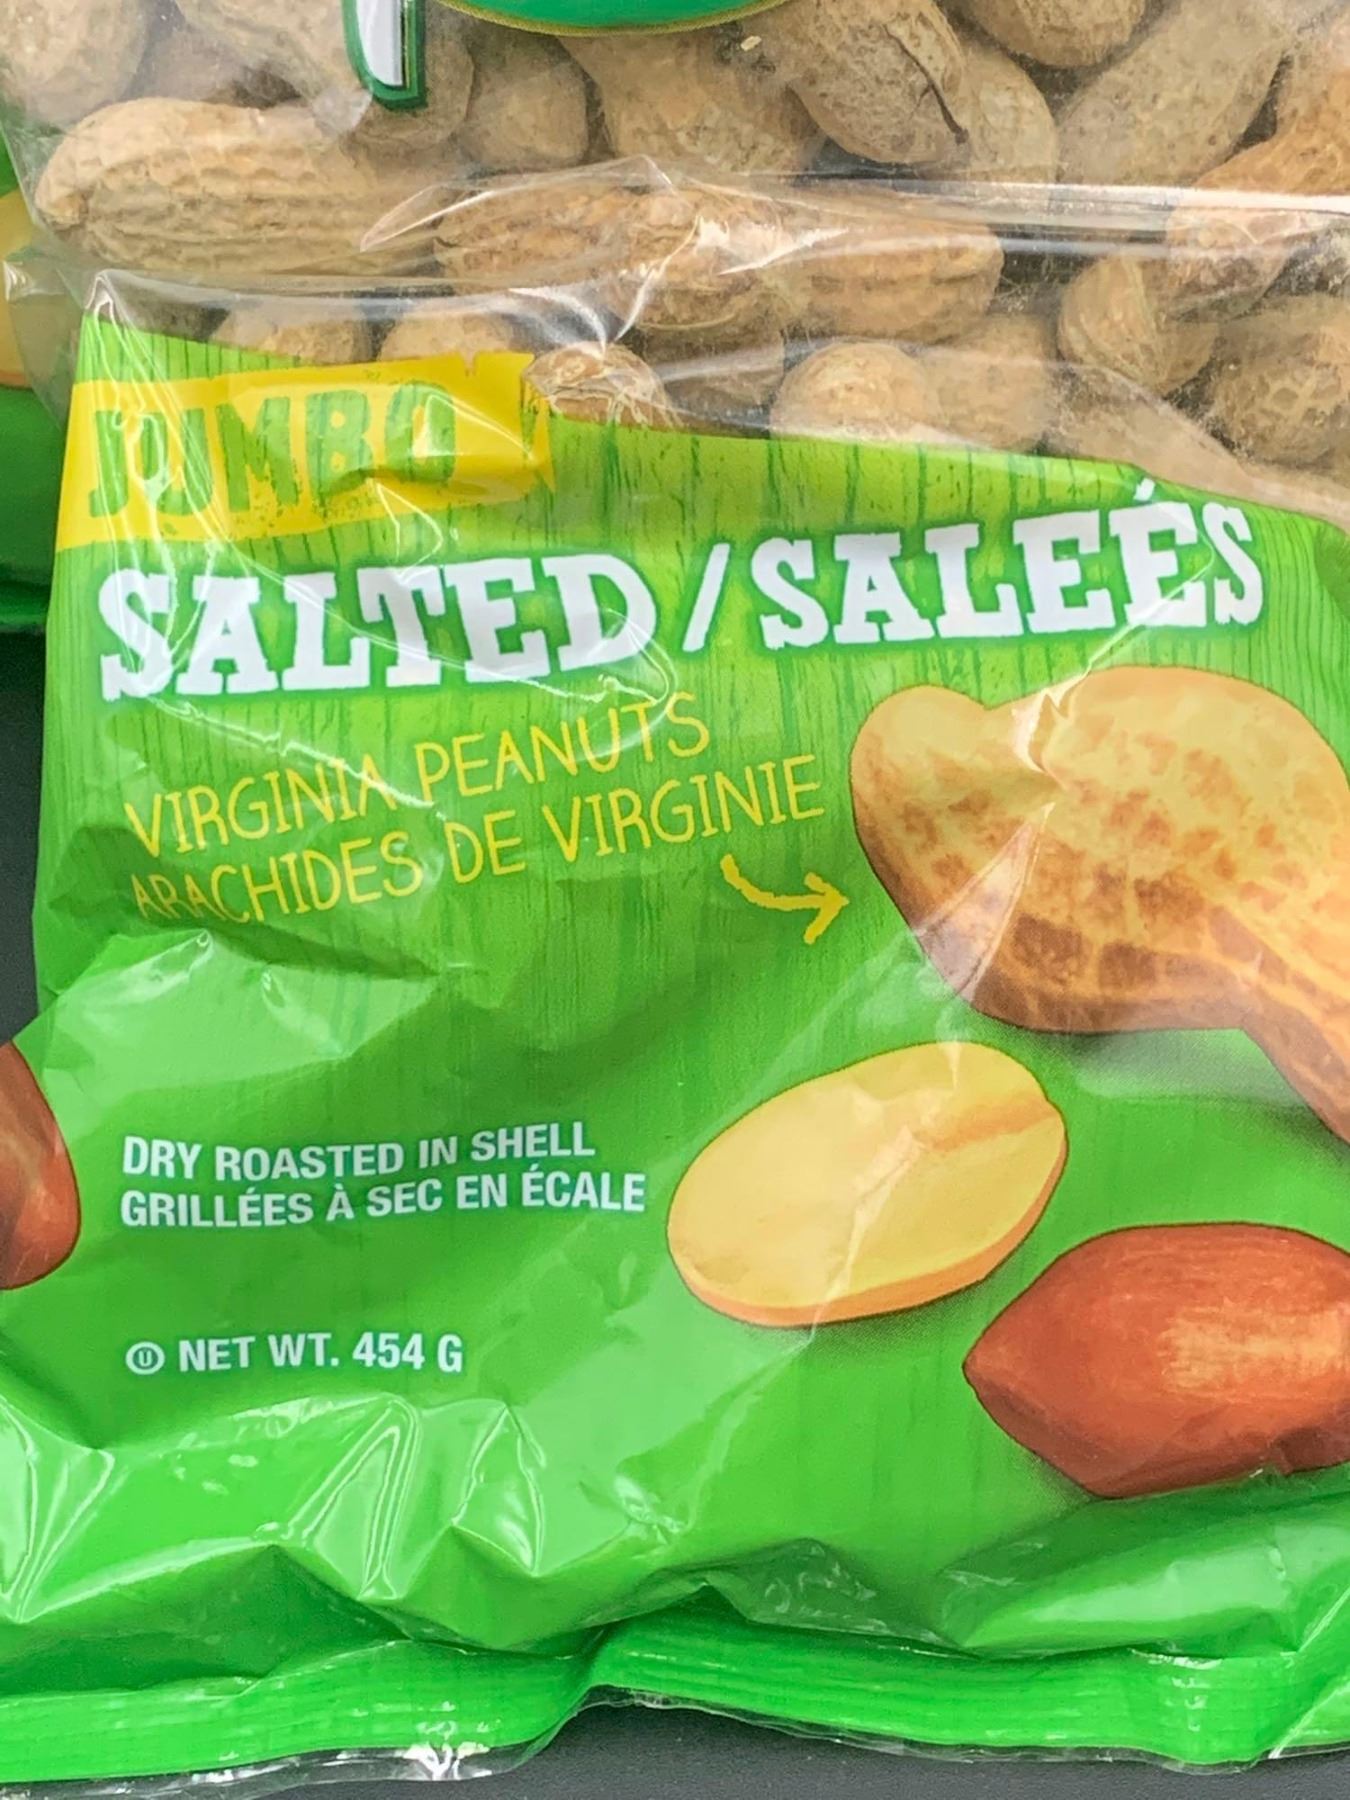 JUMBO
SALTED / SALEÉS
VIRGINIA PEANUTS
ARACHIDES DE VIRGINIE
DRY ROASTED IN SHELL
GRILLÉES À SEC EN ÉCALE
Ⓤ NET WT. 454 G